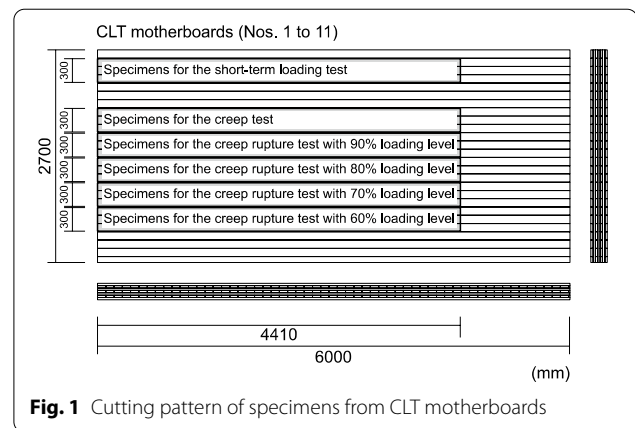 CLT motherboards (Nos. 1 to 11)
300
Specimens for the short-term loading test
2700
300
Specimens for the creep test
300
Specimens for the creep rupture test with 90% loading level
300
Specimens for the creep rupture test with 80% loading level
300
Specimens for the creep rupture test with 70% loading level
300
Specimens for the creep rupture test with 60% loading level
4410
6000
(mm)
Fig. 1 Cutting pattern of specimens from CLT motherboards